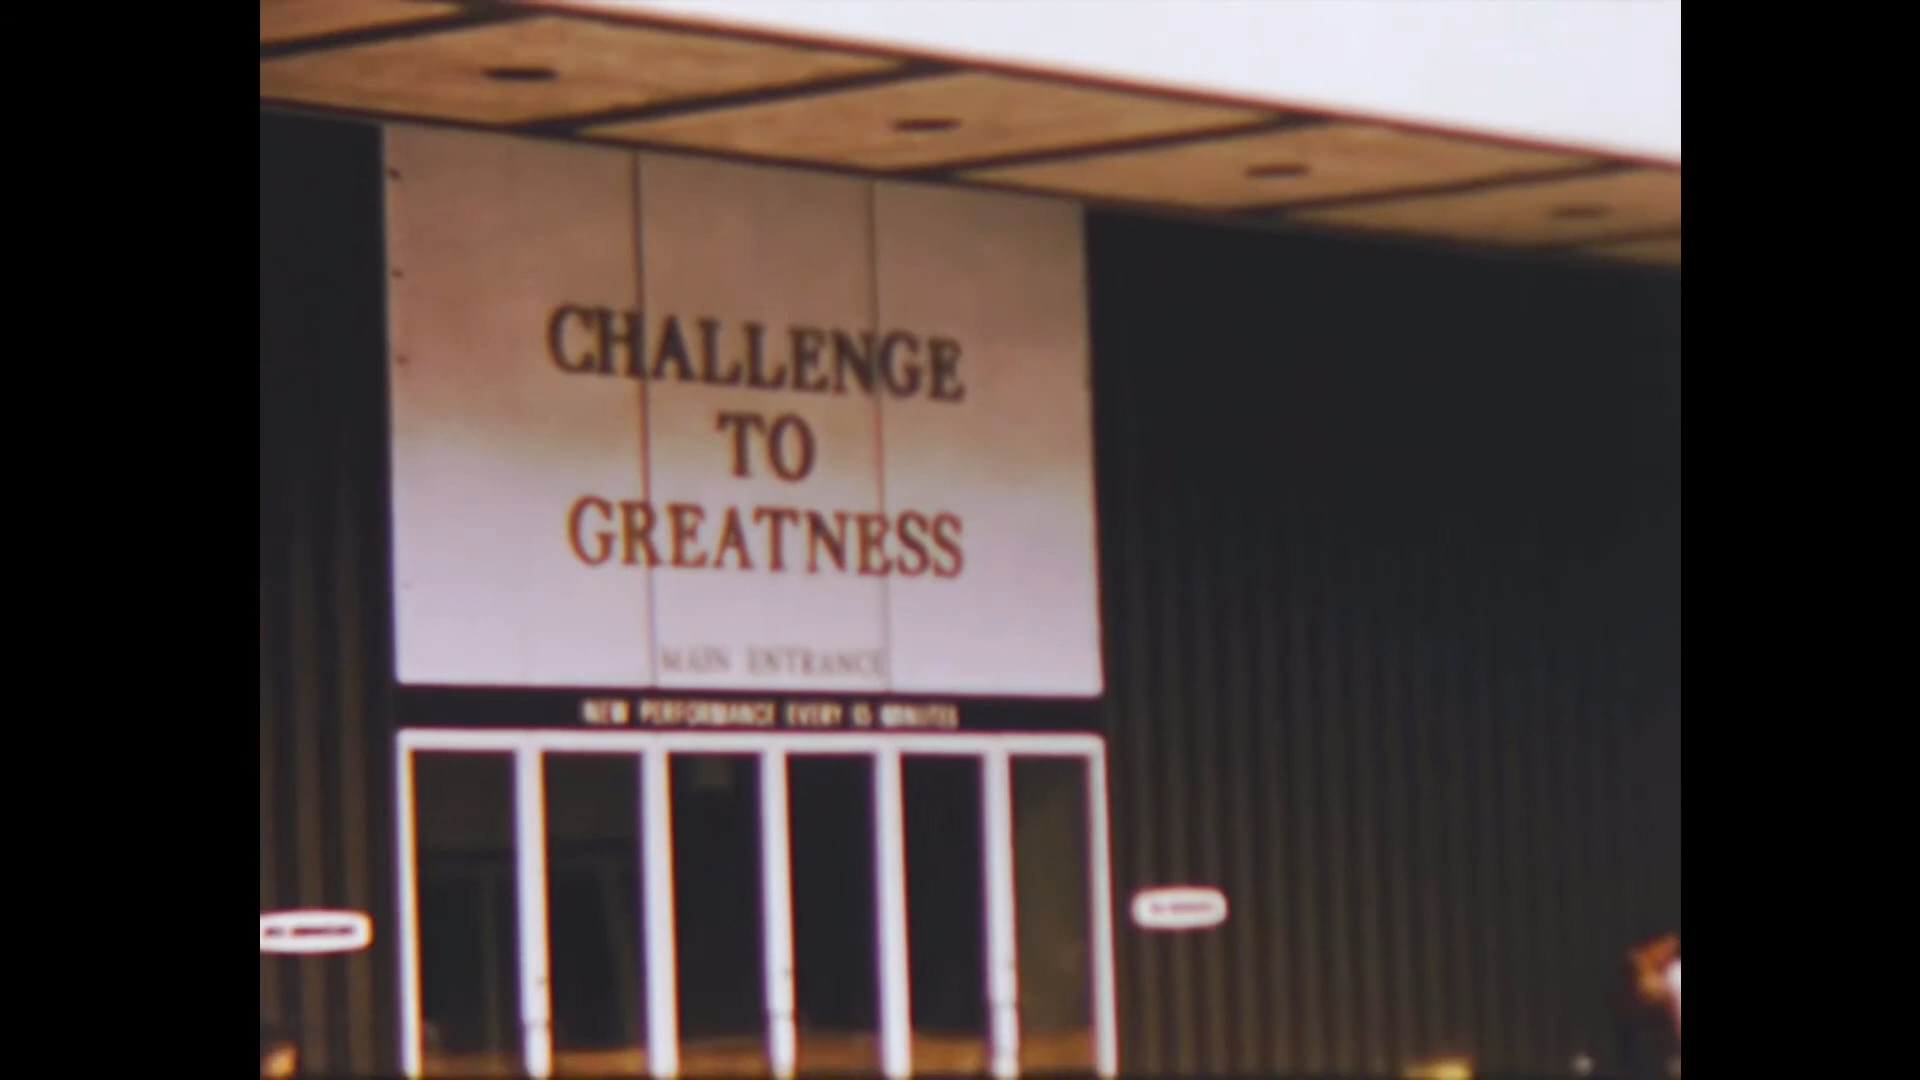 CHALLENGE
TO
GREATNESS
MAIN ENTRANCE
NEW PERFORMANCE EVERY 15 MINUTES